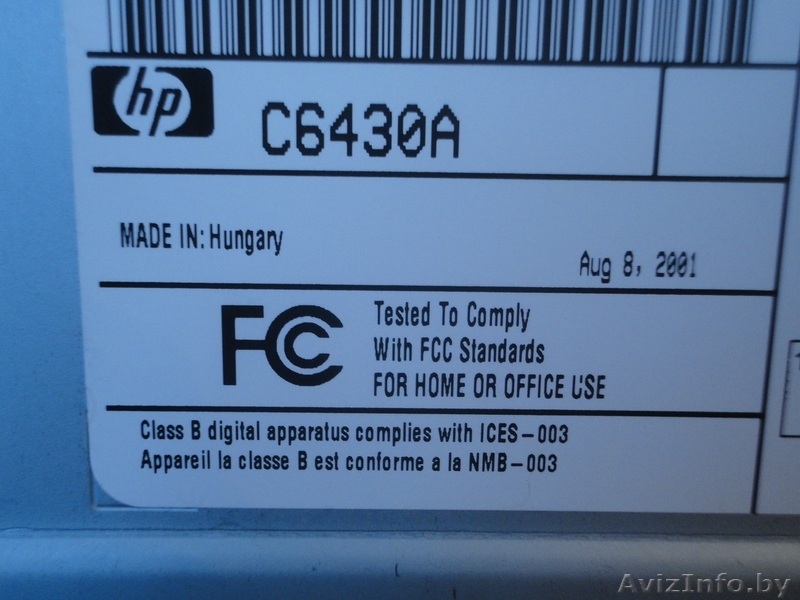 hp
C6430A
MADE IN: Hungary
Aug 8, 2001
FC
Tested To Comply
With FCC Standards
FOR HOME OR OFFICE USE
Class B digital apparatus complies with ICES-003
Appareil la classe B est conforme a la NMB-003
AvizInfo.by